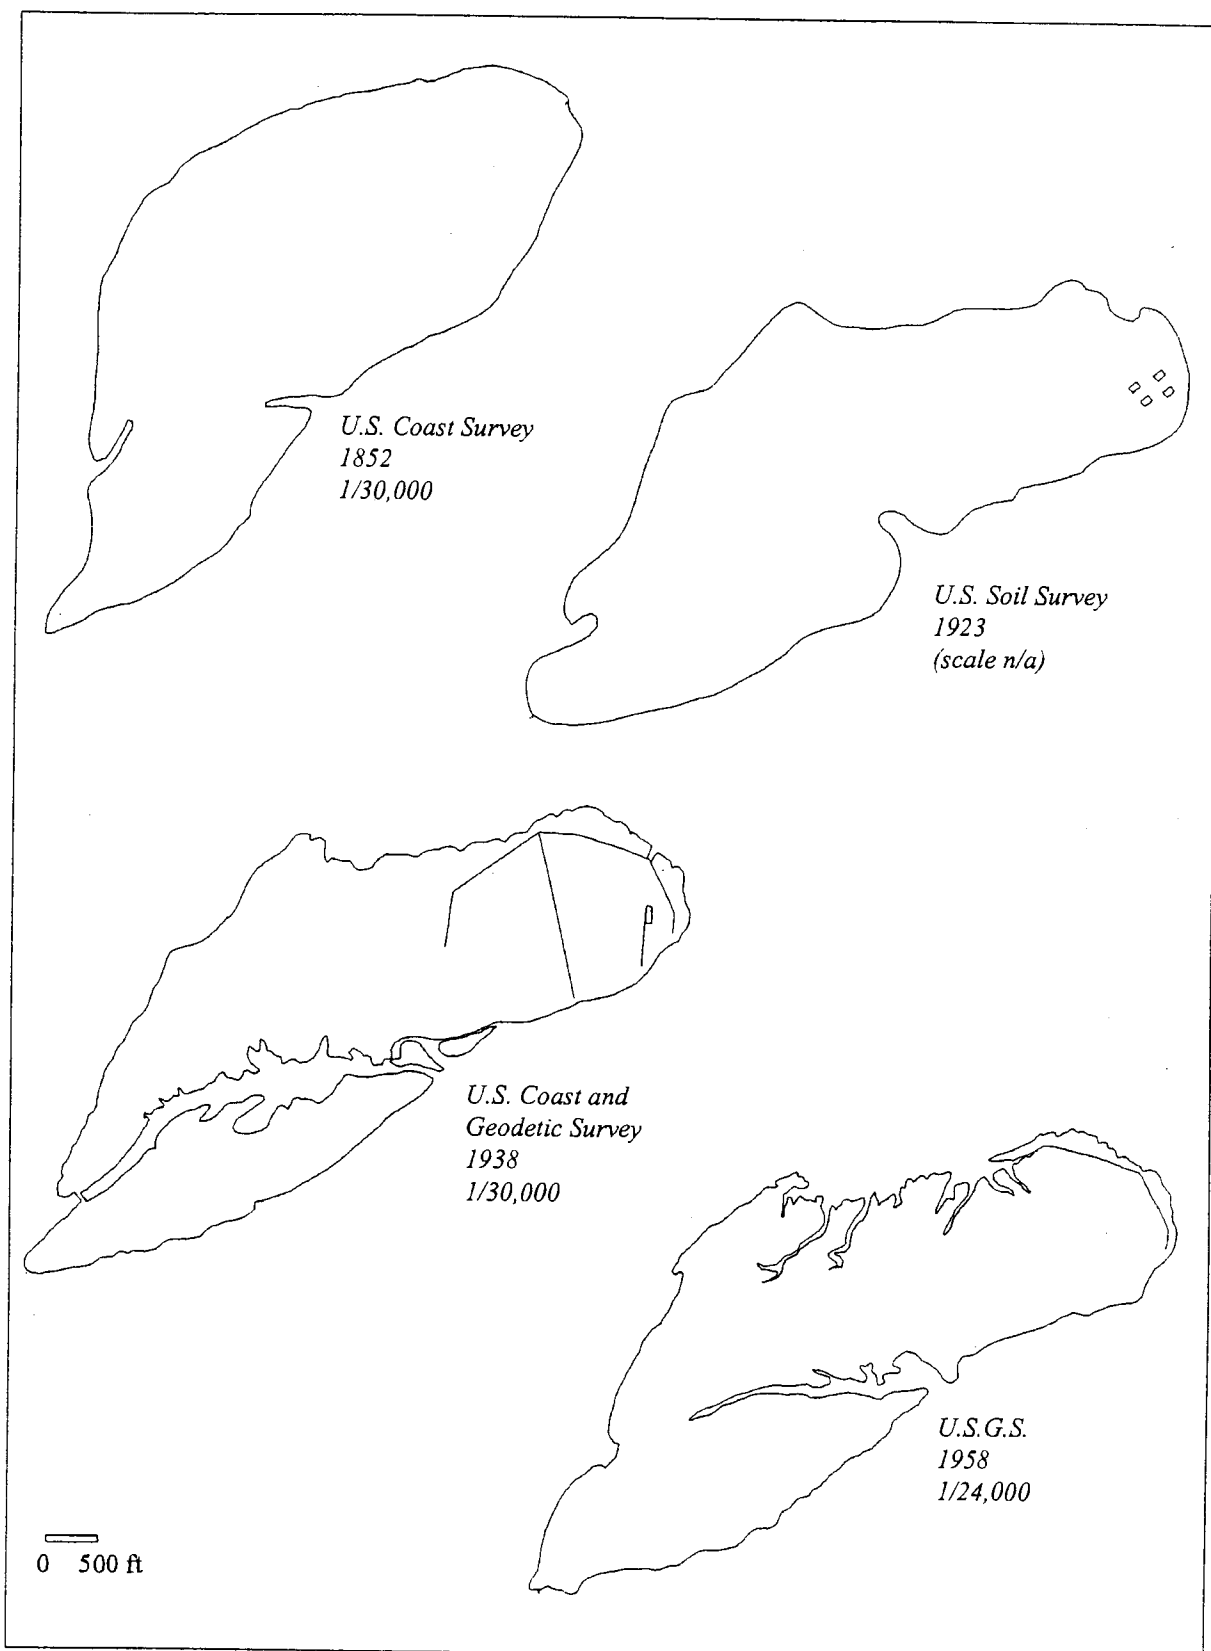 U.S. Coast Survey
1852
1/30,000
U.S. Soil Survey
1923
(scale n/a)
U.S. Coast and
Geodetic Survey
1938
1/30,000
U.S.G.S.
1958
1/24,000
0 500 ft